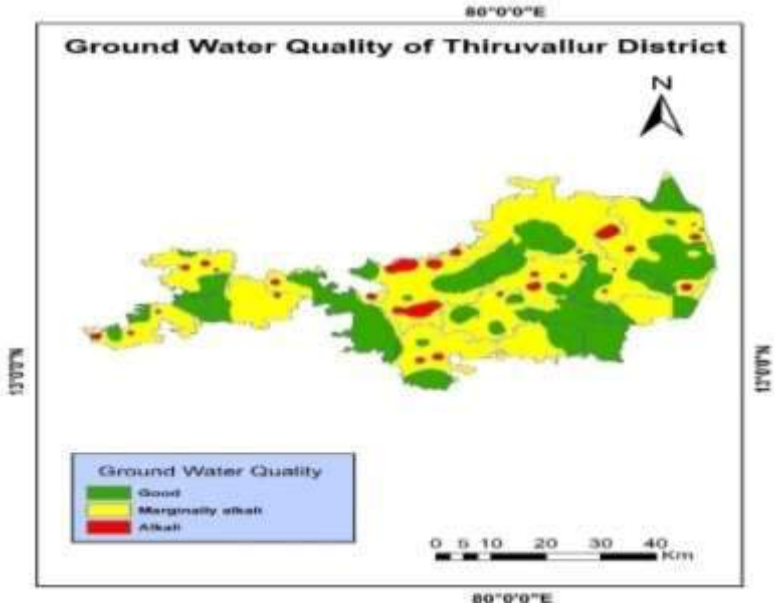 80°0'0"E
Ground Water Quality of Thiruvallur District
N
13°0'0"N
13°0'0"N
Ground Water Quality
Good
Marginally alkali
Alkali
0 5 10 20 30 40
Km
80°0'0"E